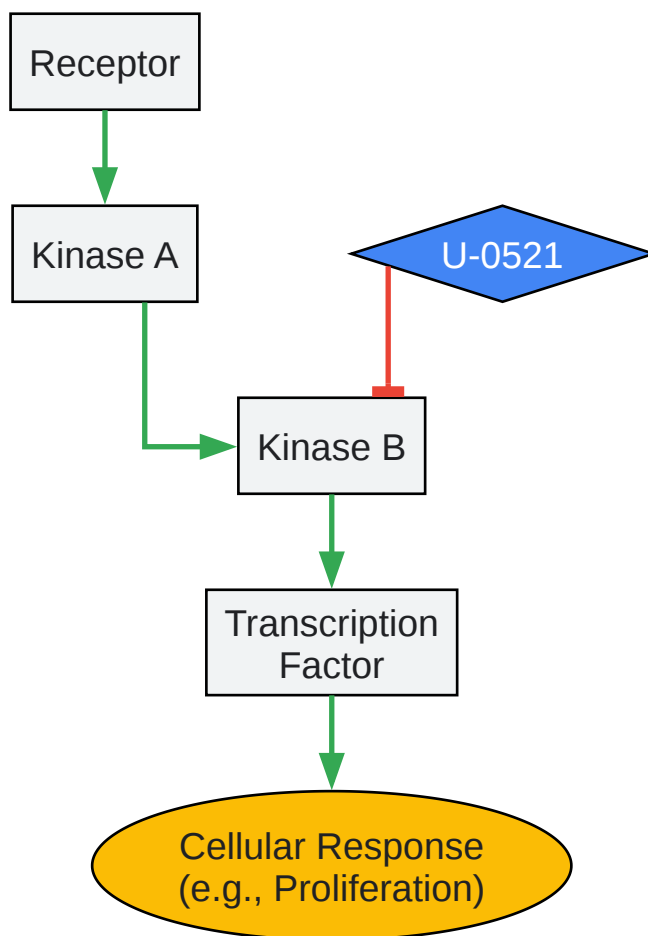 Receptor
Kinase A
U-0521
Kinase B
Transcription
Factor
Cellular Response
(e.g., Proliferation)